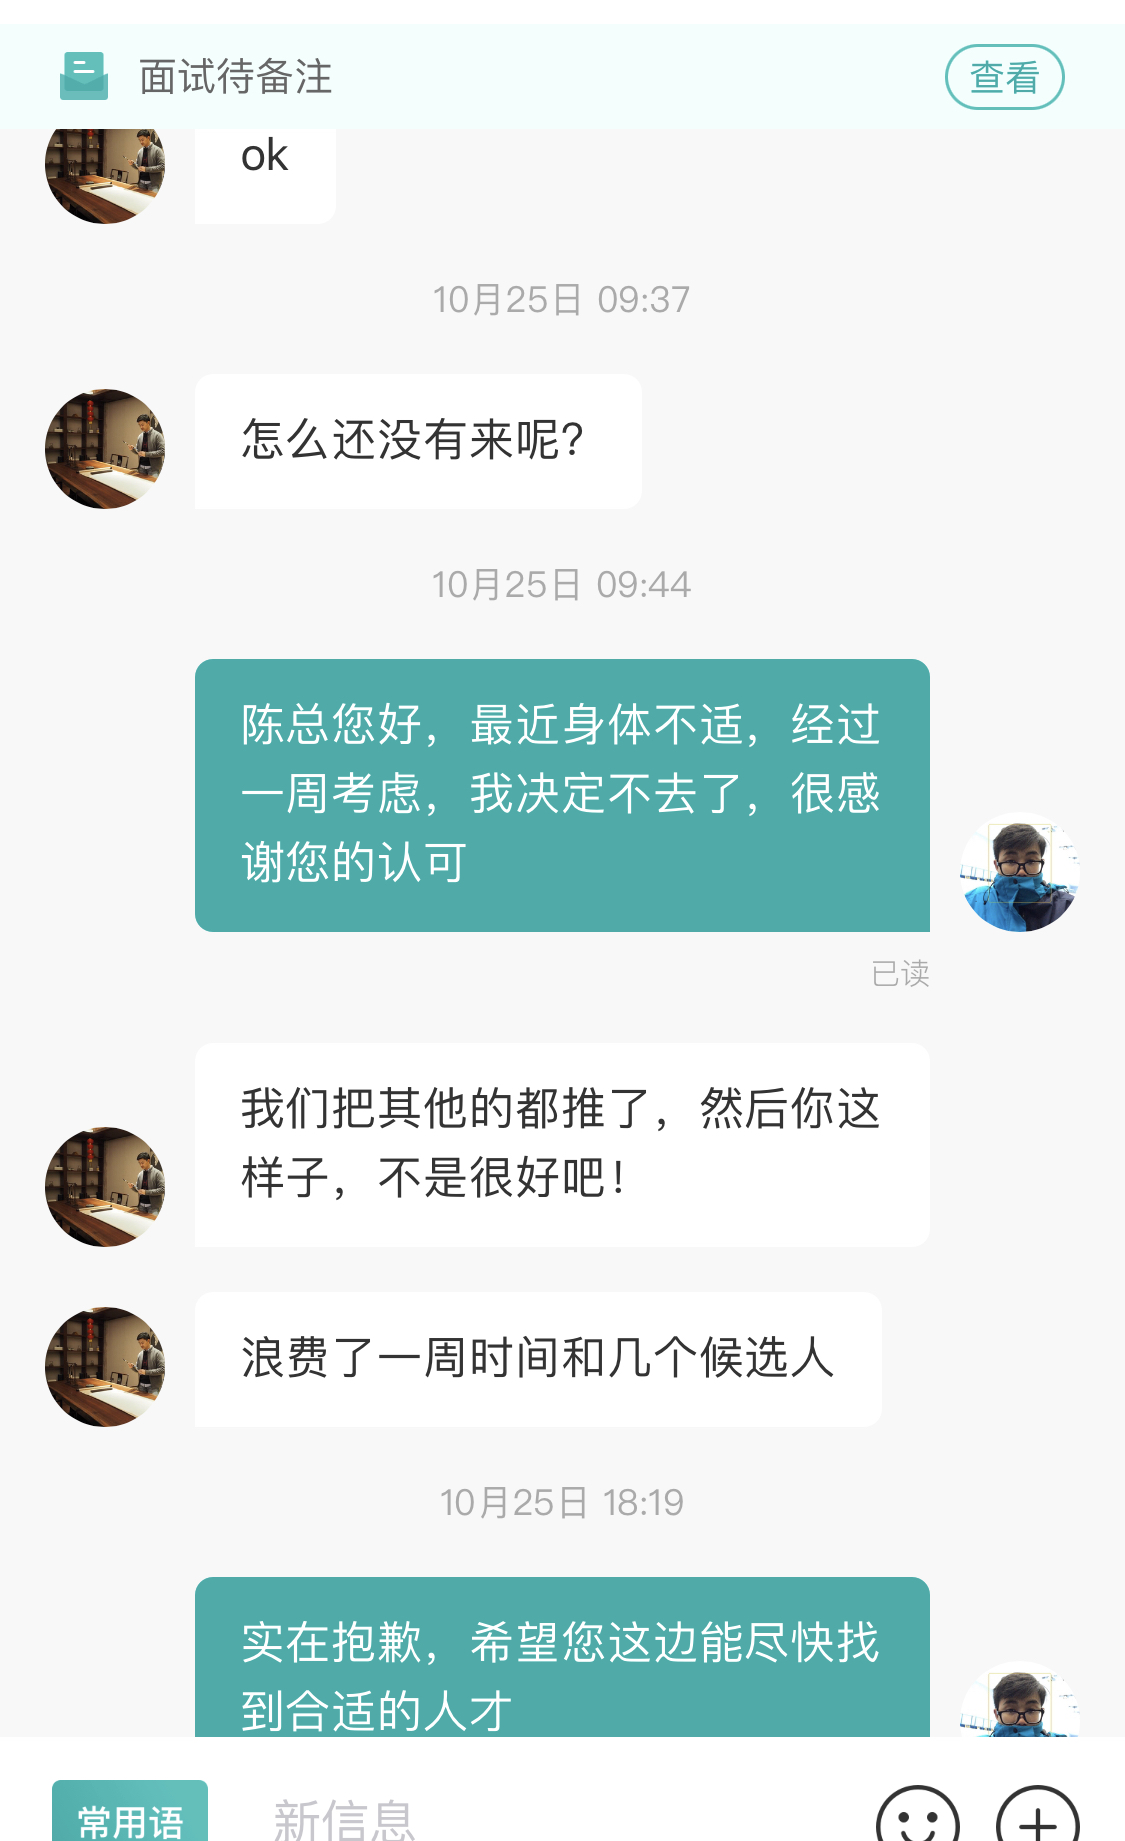 面试待备注
查看
ok
10月25日 09:37
怎么还没有来呢？
10月25日 09:44
陈总您好，最近身体不适，经过
一周考虑，我决定不去了，很感
谢您的认可
已读
我们把其他的都推了，然后你这
样子，不是很好吧！
浪费了一周时间和几个候选人
10月25日 18:19
实在抱歉，希望您这边能尽快找
到合适的人才
常用语
新信息